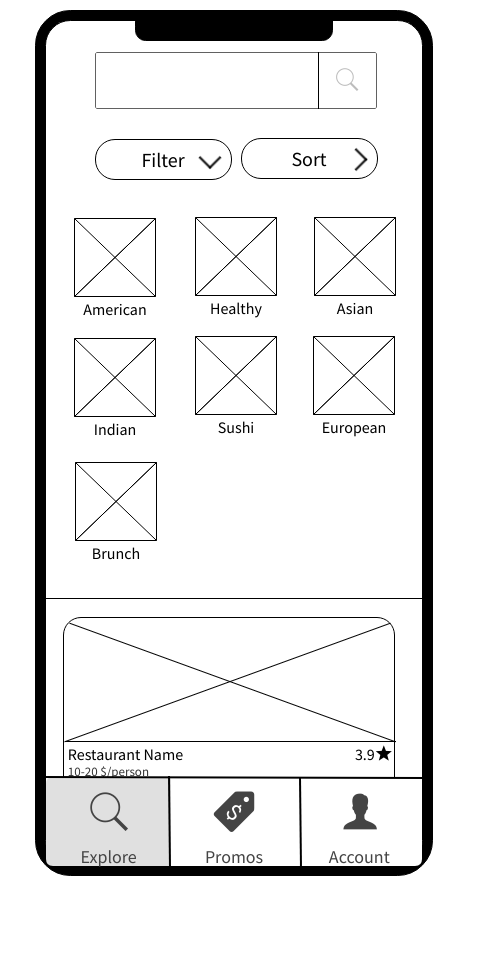 Filter Sort
American Healthy Asian
Indian Sushi European
Brunch
Restaurant Name 3.9★
10-20 $/person
Explore Promos Account